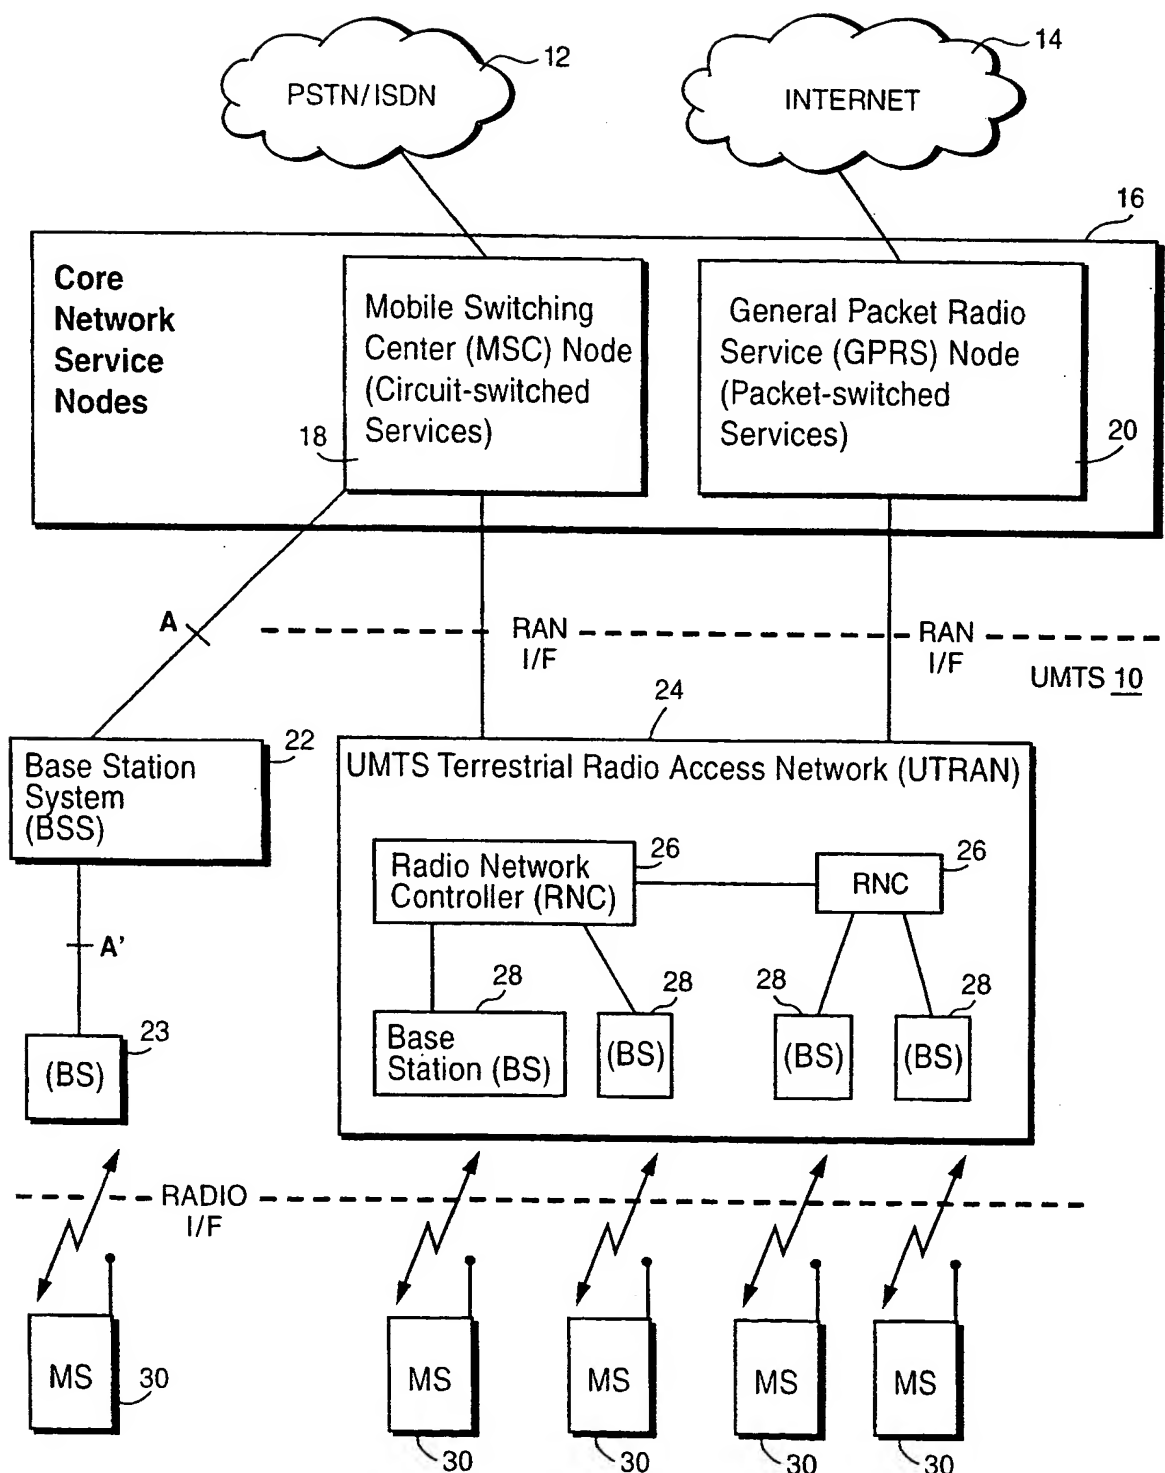 12
PSTN/ISDN
14
INTERNET
16
Core
Network
Service
Nodes
Mobile Switching
Center (MSC) Node
(Circuit-switched
Services)
18
General Packet Radio
Service (GPRS) Node
(Packet-switched
Services)
20
A
RAN
I/F
RAN
I/F
UMTS 10
22
Base Station
System
(BSS)
24
UMTS Terrestrial Radio Access Network (UTRAN)
Radio Network
Controller (RNC)
26
RNC
26
A'
23
(BS)
28
Base
Station (BS)
28
(BS)
28
(BS)
28
(BS)
RADIO
I/F
MS
30
MS
30
MS
30
MS
30
MS
30